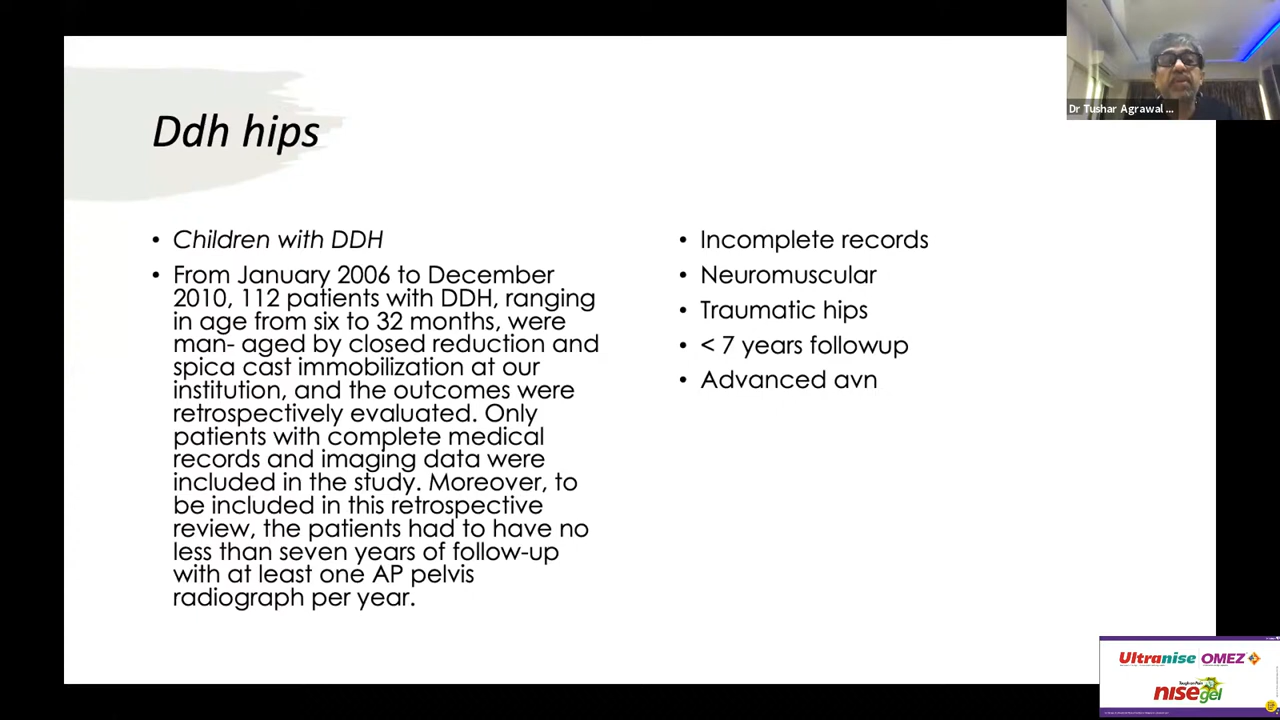 Dr Tushar Agrawal ...
Ddh hips
• Children with DDH
• From January 2006 to December
2010, 112 patients with DDH, ranging
in age from six to 32 months, were
man- aged by closed reduction and
spica cast immobilization at our
institution, and the outcomes were
retrospectively evaluated. Only
patients with complete medical
records and imaging data were
included in the study. Moreover, to
be included in this retrospective
review, the patients had to have no
less than seven years of follow-up
with at least one AP pelvis
radiograph per year.
• Incomplete records
• Neuromuscular
• Traumatic hips
• < 7 years followup
• Advanced avn
Ultranise OMEZ
nisegel